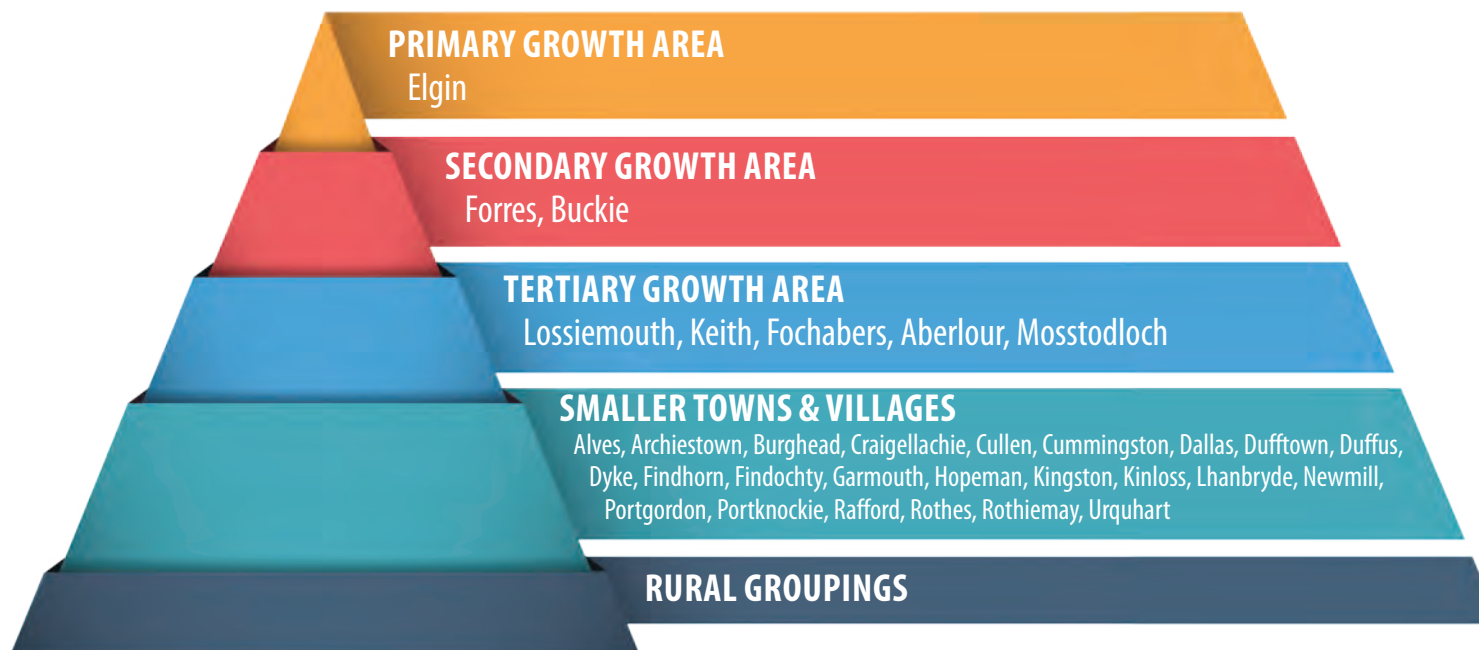 PRIMARY GROWTH AREA
Elgin
SECONDARY GROWTH AREA
Forres, Buckie
TERTIARY GROWTH AREA
Lossiemouth, Keith, Fochabers, Aberlour, Mosstodloch
SMALLER TOWNS & VILLAGES
Alves, Archiestown, Burghead, Craigellachie, Cullen, Cummingston, Dallas, Dufftown, Duffus,
Dyke, Findhorn, Findochty, Garmouth, Hopeman, Kingston, Kinloss, Lhanbryde, Newmill,
Portgordon, Portknockie, Rafford, Rothes, Rothiemay, Urquhart
RURAL GROUPINGS